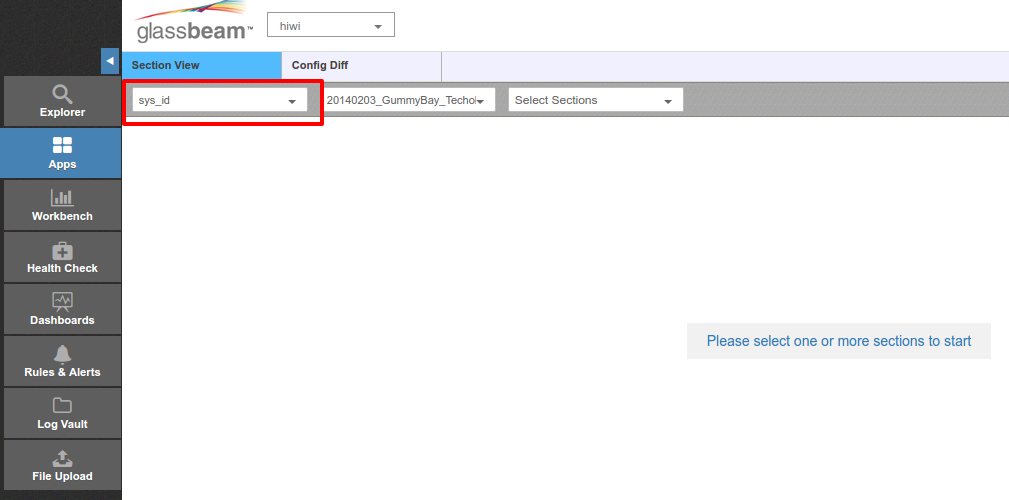 glassbeam™
hiwi
Section View
Config Diff
sys_id
20140203_GummyBay_Techol
Select Sections
Explorer
Apps
Workbench
Health Check
Dashboards
Rules & Alerts
Log Vault
File Upload
Please select one or more sections to start